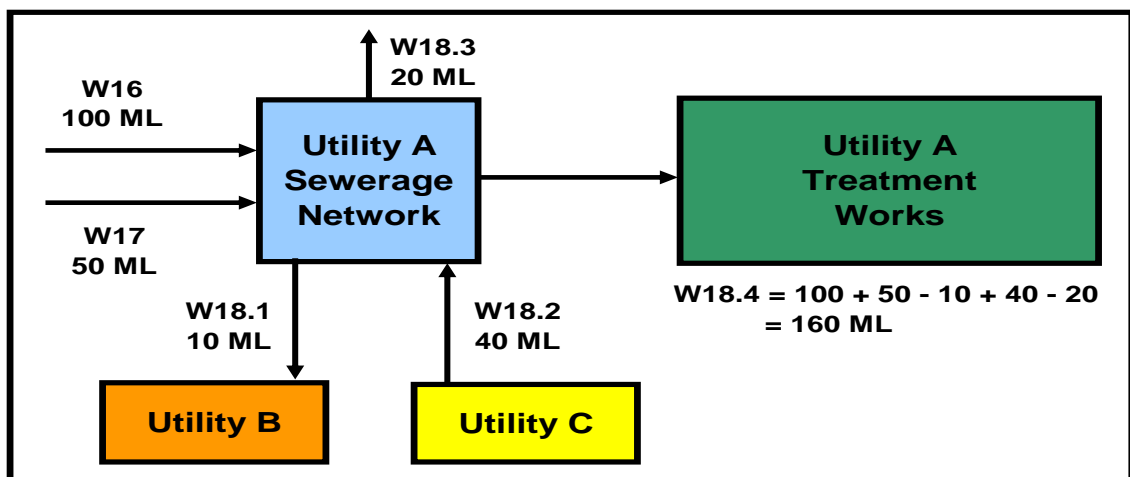 W16
100 ML
W17
50 ML
W18.3
20 ML
Utility A
Sewerage
Network
Utility A
Treatment
Works
W18.4 = 100 + 50 - 10 + 40 - 20
= 160 ML
W18.1
10 ML
W18.2
40 ML
Utility B
Utility C